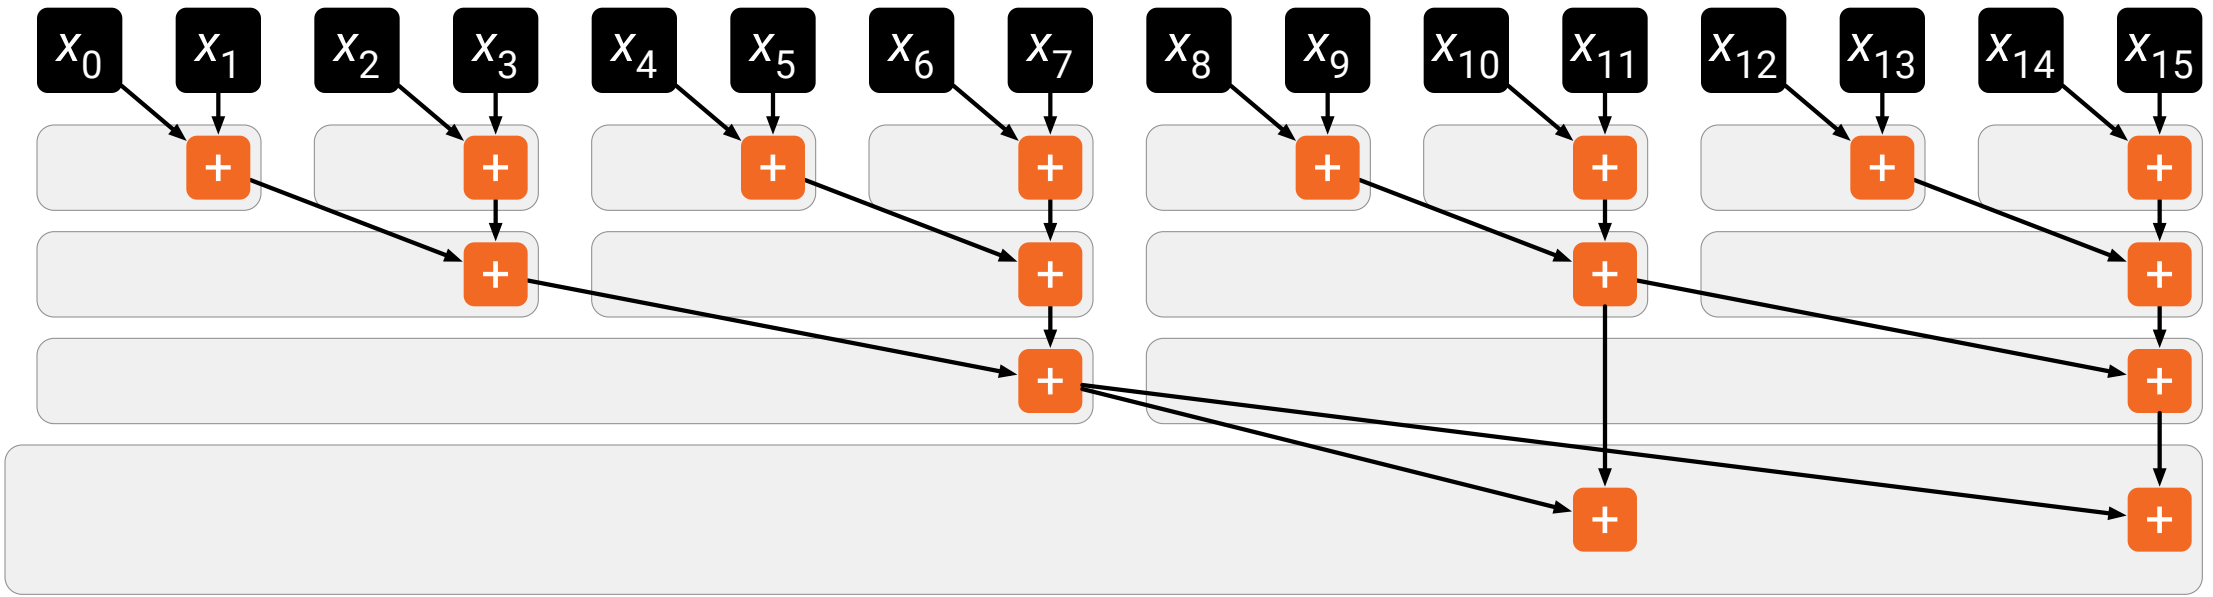 x0 x1 x2 x3 x4 x5 x6 x7 x8 x9 x10 x11 x12 x13 x14 x15
+ + + + + + + +
+ + + +
+ +
+ +